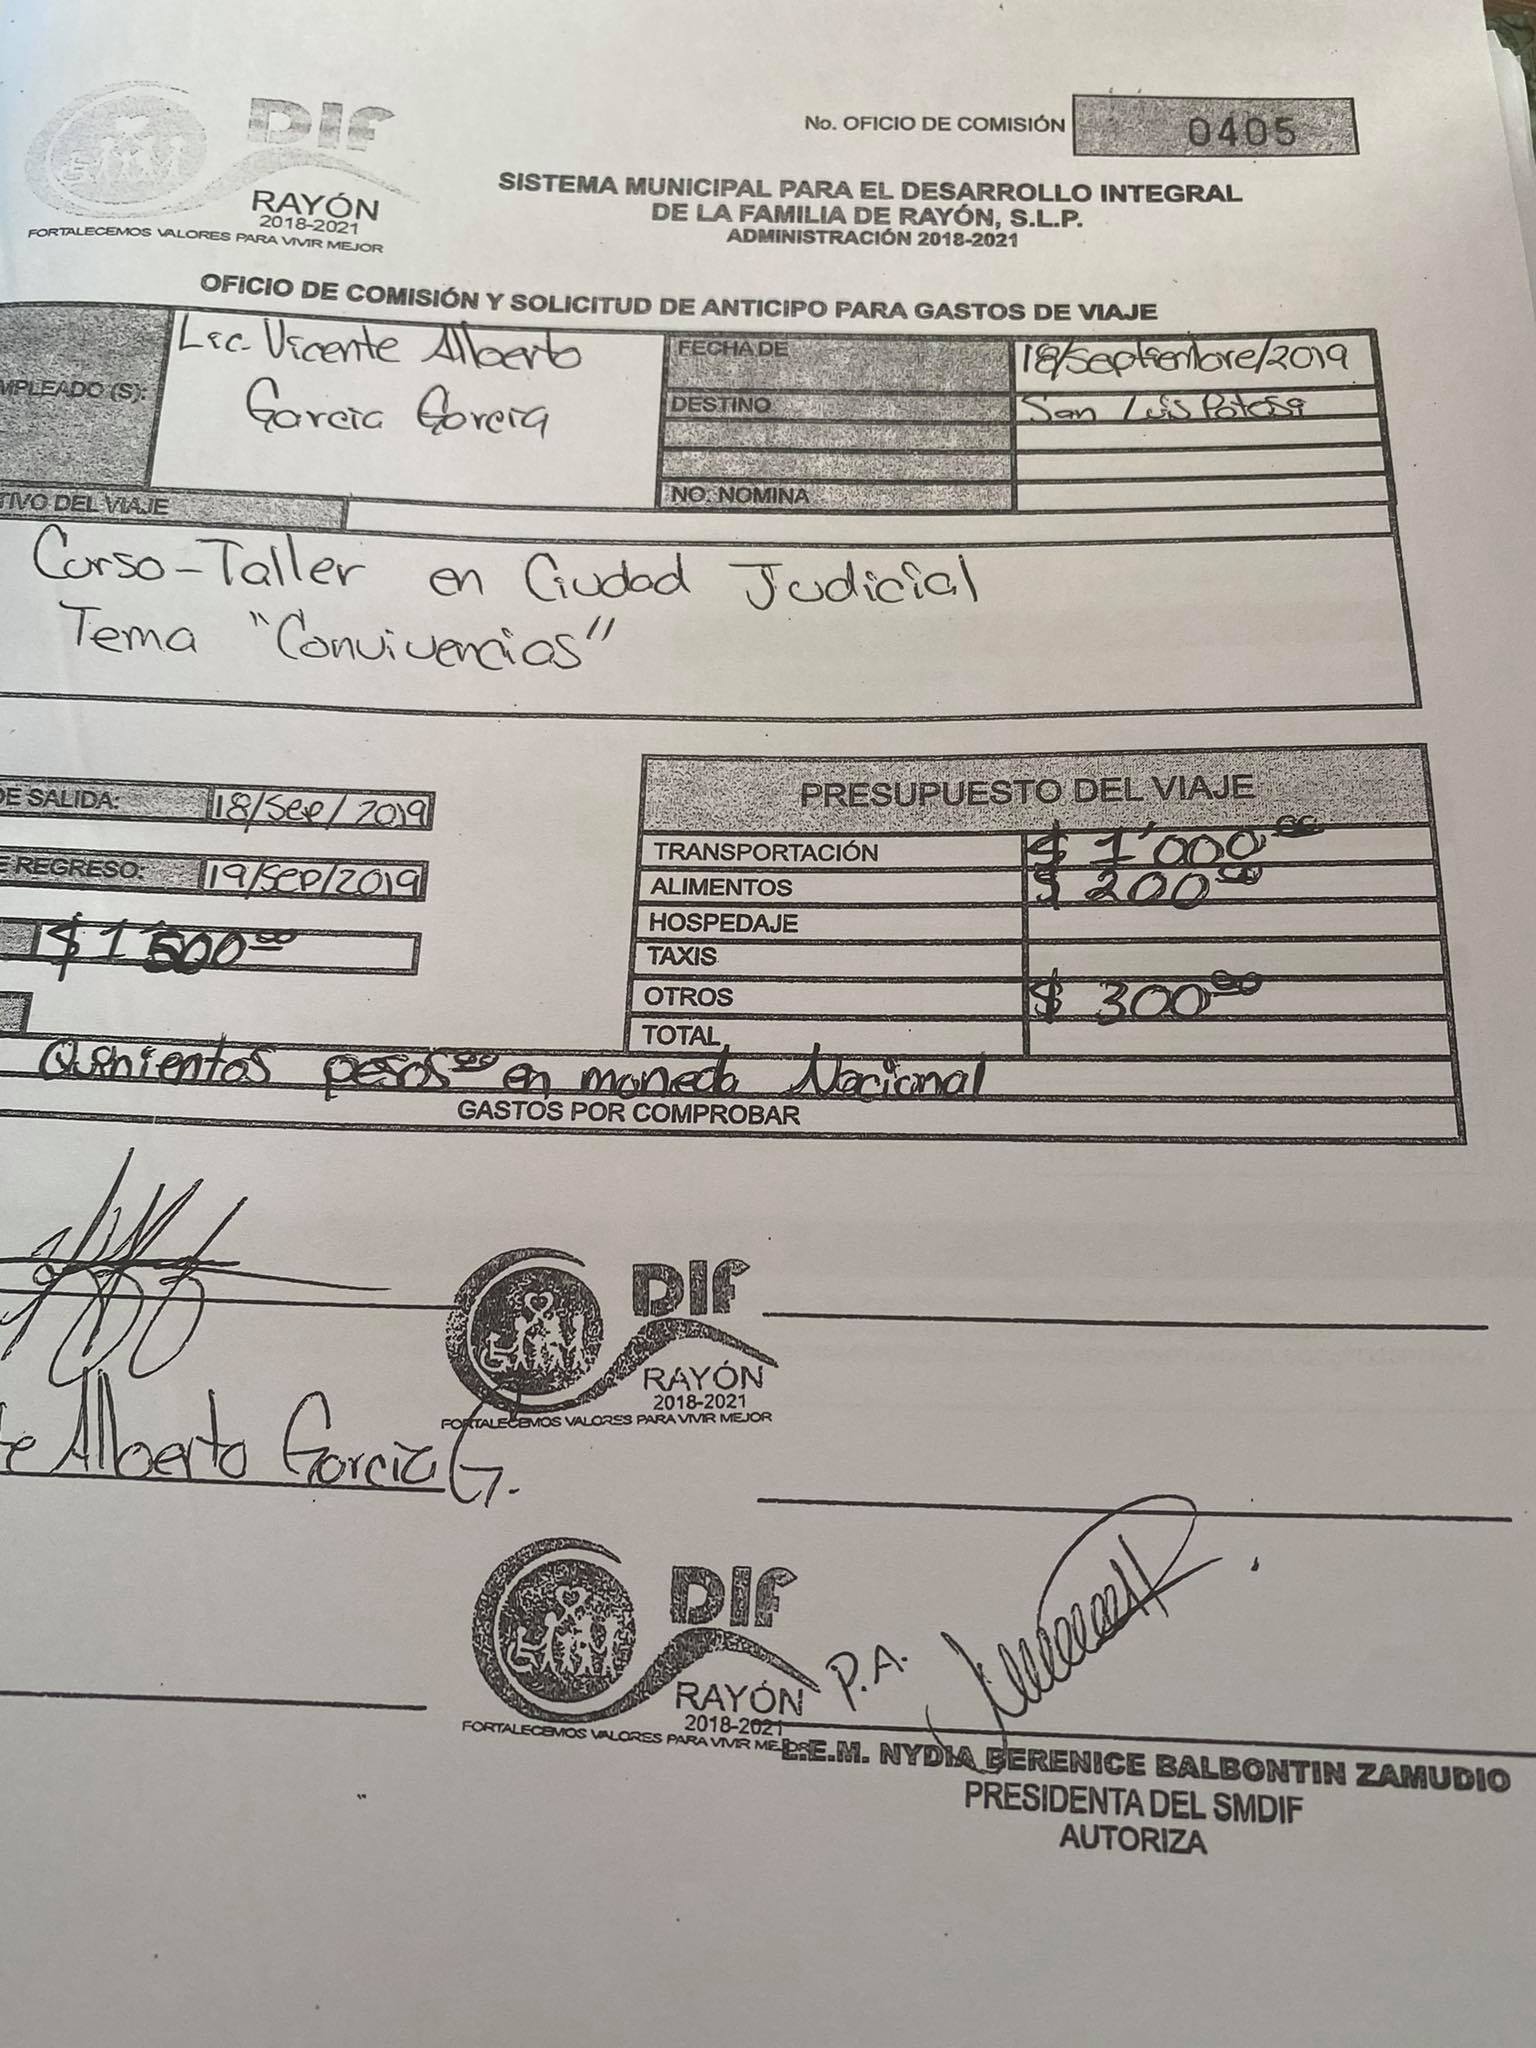 DIF
RAYÓN
2018-2021
FORTALECEMOS VALORES PARA VIVIR MEJOR
No. OFICIO DE COMISIÓN 0405
SISTEMA MUNICIPAL PARA EL DESARROLLO INTEGRAL
DE LA FAMILIA DE RAYÓN, S.L.P.
ADMINISTRACIÓN 2018-2021
OFICIO DE COMISIÓN Y SOLICITUD DE ANTICIPO PARA GASTOS DE VIAJE
MPLEADO (S): Lic. Vicente Alberto
Garcia Garcia
FECHA DE 18/Septiembre/2019
DESTINO San Luis Potosi
NO. NOMINA
TIVO DEL VIAJE
Curso-Taller en Ciudad Judicial
Tema "Convivencias"
DE SALIDA: 18/Sep/2019
E REGRESO: 19/Sep/2019
$ 1'500.00
PRESUPUESTO DEL VIAJE
TRANSPORTACIÓN $ 1'000.00
ALIMENTOS $ 200.00
HOSPEDAJE
TAXIS
OTROS $ 300.00
TOTAL
Quinientos pesos 00 en moneda Nacional
GASTOS POR COMPROBAR
DIF
RAYÓN
2018-2021
FORTALECEMOS VALORES PARA VIVIR MEJOR
te Alberto Garcia G.
DIF
RAYÓN
2018-2021
FORTALECEMOS VALORES PARA VIVIR MEJOR
P.A.
L.E.M. NYDIA BERENICE BALBONTIN ZAMUDIO
PRESIDENTA DEL SMDIF
AUTORIZA